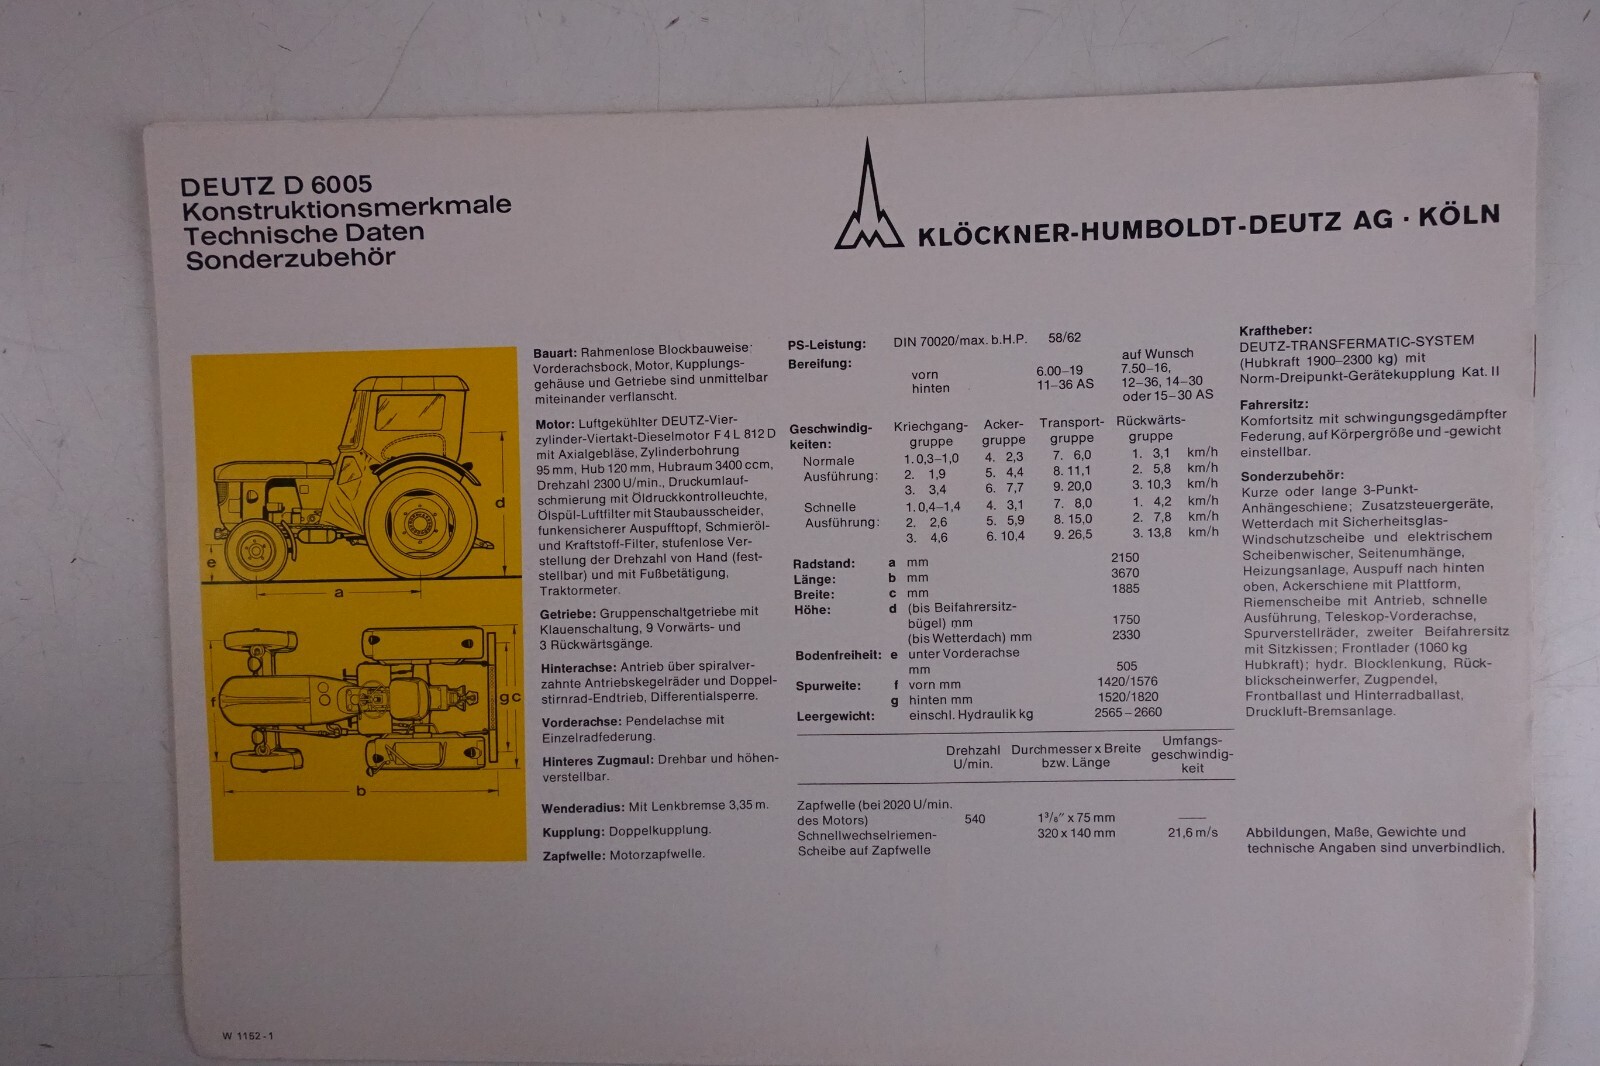 DEUTZ D 6005
Konstruktionsmerkmale
Technische Daten
Sonderzubehör
KLÖCKNER-HUMBOLDT-DEUTZ AG · KÖLN
d
e
a
f
g c
b
Bauart: Rahmenlose Blockbauweise:
Vorderachsbock, Motor, Kupplungs-
gehäuse und Getriebe sind unmittelbar
miteinander verflanscht.
Motor: Luftgekühlter DEUTZ-Vier-
zylinder-Viertakt-Dieselmotor F 4 L 812 D
mit Axialgebläse, Zylinderbohrung
95 mm, Hub 120 mm, Hubraum 3400 ccm,
Drehzahl 2300 U/min., Druckumlauf-
schmierung mit Öldruckkontrolleuchte,
Ölspül-Luftfilter mit Staubausscheider,
funkensicherer Auspufftopf, Schmieröl-
und Kraftstoff-Filter, stufenlose Ver-
stellung der Drehzahl von Hand (fest-
stellbar) und mit Fußbetätigung,
Traktormeter.
Getriebe: Gruppenschaltgetriebe mit
Klauenschaltung, 9 Vorwärts- und
3 Rückwärtsgänge.
Hinterachse: Antrieb über spiralver-
zahnte Antriebskegelräder und Doppel-
stirnrad-Endtrieb, Differentialsperre.
Vorderachse: Pendelachse mit
Einzelradfederung.
Hinteres Zugmaul: Drehbar und höhen-
verstellbar.
Wenderadius: Mit Lenkbremse 3,35 m.
Kupplung: Doppelkupplung.
Zapfwelle: Motorzapfwelle.
PS-Leistung: DIN 70020/max. b.H.P. 58/62
Bereifung: auf Wunsch
vorn 6.00–19 7.50–16,
hinten 11–36 AS 12–36, 14–30
oder 15–30 AS
Geschwindig- Kriechgang- Acker- Transport- Rückwärts-
keiten: gruppe gruppe gruppe gruppe
Normale 1. 0,3–1,0 4. 2,3 7. 6,0 1. 3,1 km/h
Ausführung: 2. 1,9 5. 4,4 8. 11,1 2. 5,8 km/h
3. 3,4 6. 7,7 9. 20,0 3. 10,3 km/h
Schnelle 1. 0,4–1,4 4. 3,1 7. 8,0 1. 4,2 km/h
Ausführung: 2. 2,6 5. 5,9 8. 15,0 2. 7,8 km/h
3. 4,6 6. 10,4 9. 26,5 3. 13,8 km/h
Radstand: a mm 2150
Länge: b mm 3670
Breite: c mm 1885
Höhe: d (bis Beifahrersitz-
bügel) mm 1750
(bis Wetterdach) mm 2330
Bodenfreiheit: e unter Vorderachse
mm 505
Spurweite: f vorn mm 1420/1576
g hinten mm 1520/1820
Leergewicht: einschl. Hydraulik kg 2565–2660
Drehzahl Durchmesser x Breite Umfangs-
U/min. bzw. Länge geschwindig-
keit
Zapfwelle (bei 2020 U/min.
des Motors) 540 1³/₈″ x 75 mm ——
Schnellwechselriemen- 320 x 140 mm 21,6 m/s
Scheibe auf Zapfwelle
Kraftheber:
DEUTZ-TRANSFERMATIC-SYSTEM
(Hubkraft 1900–2300 kg) mit
Norm-Dreipunkt-Gerätekupplung Kat. II
Fahrersitz:
Komfortsitz mit schwingungsgedämpfter
Federung, auf Körpergröße und -gewicht
einstellbar.
Sonderzubehör:
Kurze oder lange 3-Punkt-
Anhängeschiene; Zusatzsteuergeräte,
Wetterdach mit Sicherheitsglas-
Windschutzscheibe und elektrischem
Scheibenwischer, Seitenumhänge,
Heizungsanlage, Auspuff nach hinten
oben, Ackerschiene mit Plattform,
Riemenscheibe mit Antrieb, schnelle
Ausführung, Teleskop-Vorderachse,
Spurverstellräder, zweiter Beifahrersitz
mit Sitzkissen; Frontlader (1060 kg
Hubkraft); hydr. Blocklenkung, Rück-
blickscheinwerfer, Zugpendel,
Frontballast und Hinterradballast,
Druckluft-Bremsanlage.
Abbildungen, Maße, Gewichte und
technische Angaben sind unverbindlich.
W 1152-1